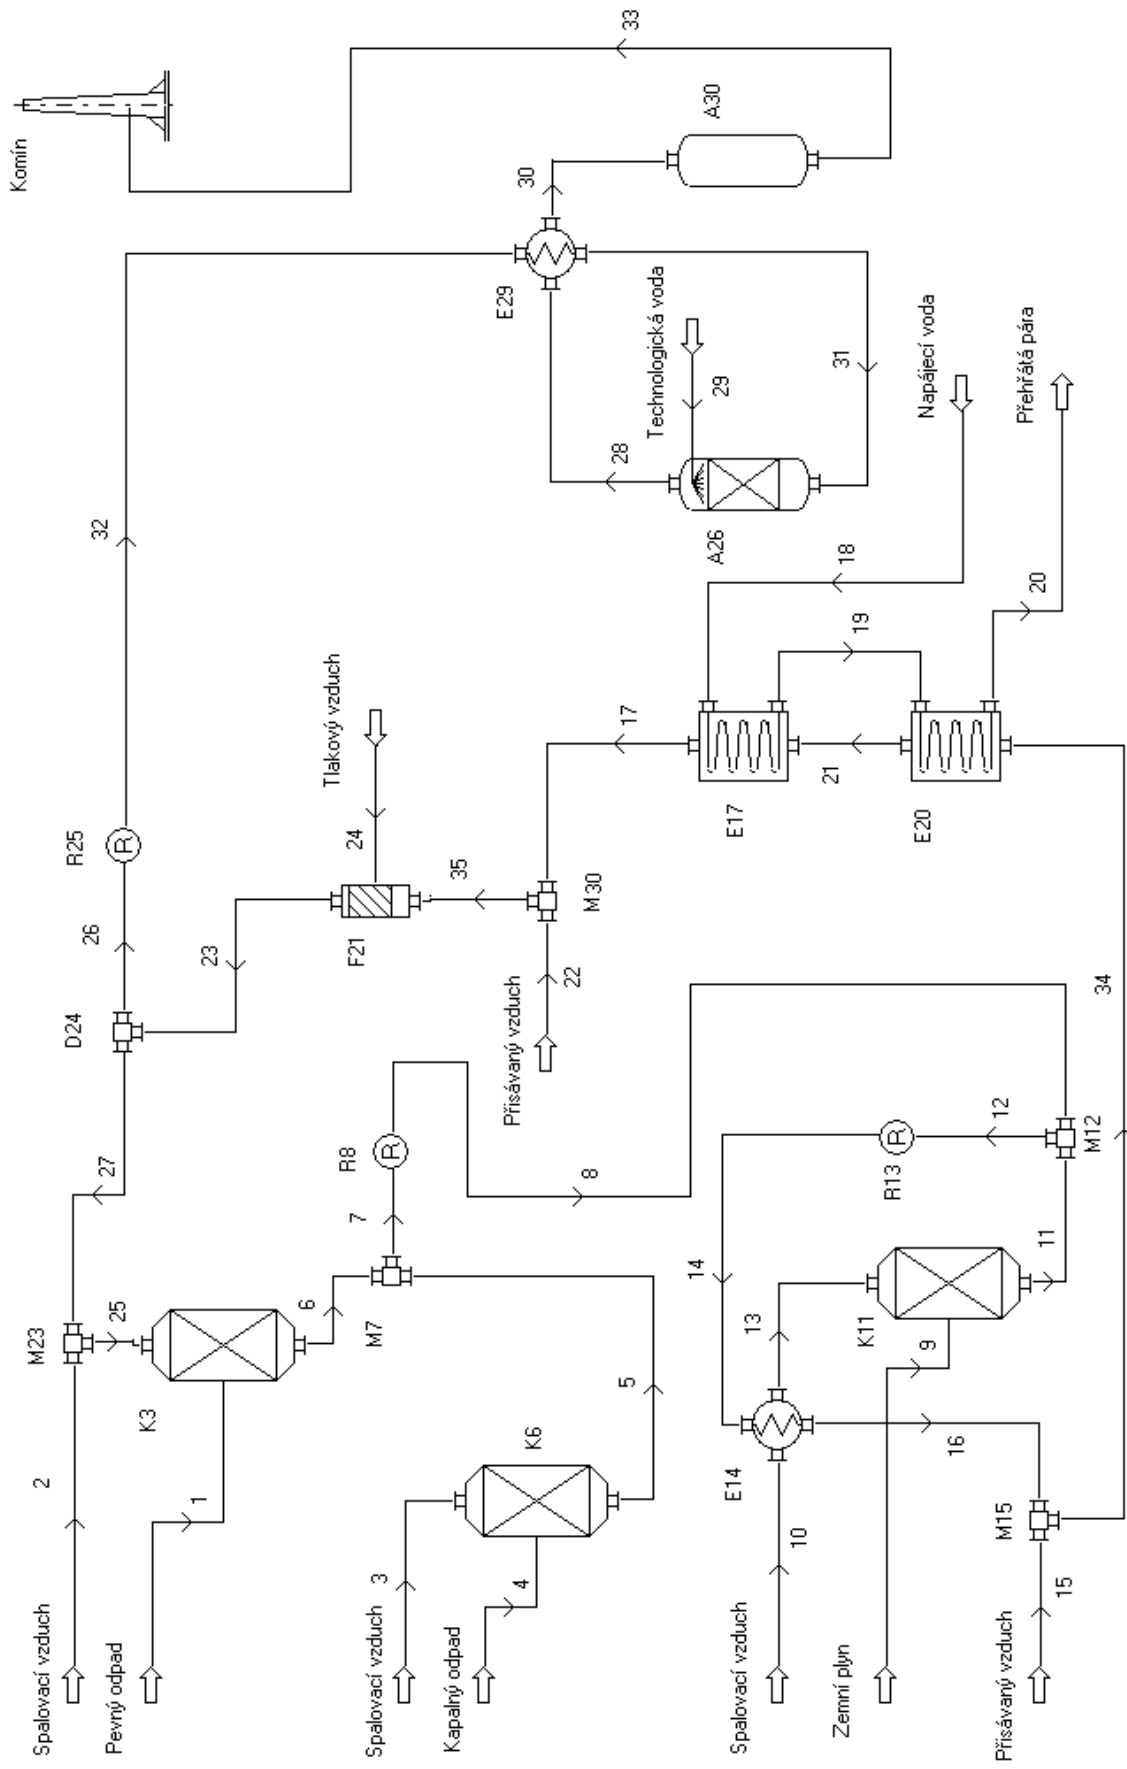 Komín
Spalovací vzduch
2
M23
D24
R25
26
32
27
Pevný odpad
25
K3
1
23
6
Tlakový vzduch
R8
F21
7
24
M7
Spalovací vzduch
3
Kapalný odpad
35
E29
Přisávaný vzduch
4
30
K6
22
M30
8
5
28
17
33
Technologická voda
14
A30
A26
29
Spalovací vzduch
E14
E17
10
21
13
Zemní plyn
31
18
19
K11
R13
9
E20
Napájecí voda
16
12
Přisávaný vzduch
M15
Přehřátá pára
20
11
15
M12
34